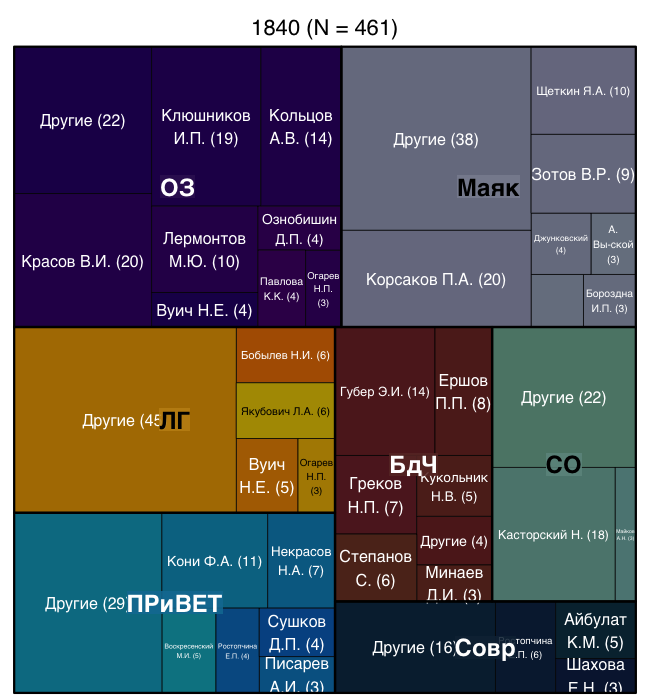 1840 (N = 461)
Другие (22)
Клюшников
И.П. (19)
Кольцов
А.В. (14)
ОЗ
Красов В.И. (20)
Лермонтов
М.Ю. (10)
Вуич Н.Е. (4)
Ознобишин
Д.П. (4)
Павлова
К.К. (4)
Огарев
Н.П.
(3)
Другие (38)
Щеткин Я.А. (10)
Зотов В.Р. (9)
Маяк
Корсаков П.А. (20)
Джунковский
(4)
А.
Вы-ской
(3)
Бороздна
И.П. (3)
Другие (45
ЛГ
Бобылев Н.И. (6)
Якубович Л.А. (6)
Вуич
Н.Е. (5)
Огарев
Н.П.
(3)
Губер Э.И. (14)
Ершов
П.П. (8)
БдЧ
Греков
Н.П. (7)
Кукольник
Н.В. (5)
Степанов
С. (6)
Другие (4)
Минаев
Д.И. (3)
Другие (22)
СО
Касторский Н. (18)
Майков
А.Н. (3)
Кони Ф.А. (11)
Некрасов
Н.А. (7)
Другие (29)
ПРиВЕТ
Воскресенский
М.И. (5)
Ростопчина
Е.П. (4)
Сушков
Д.П. (4)
Писарев
А.И. (3)
Другие (16)
Совр
топчина
.П. (6)
Айбулат
К.М. (5)
Шахова
Е.Н. (3)